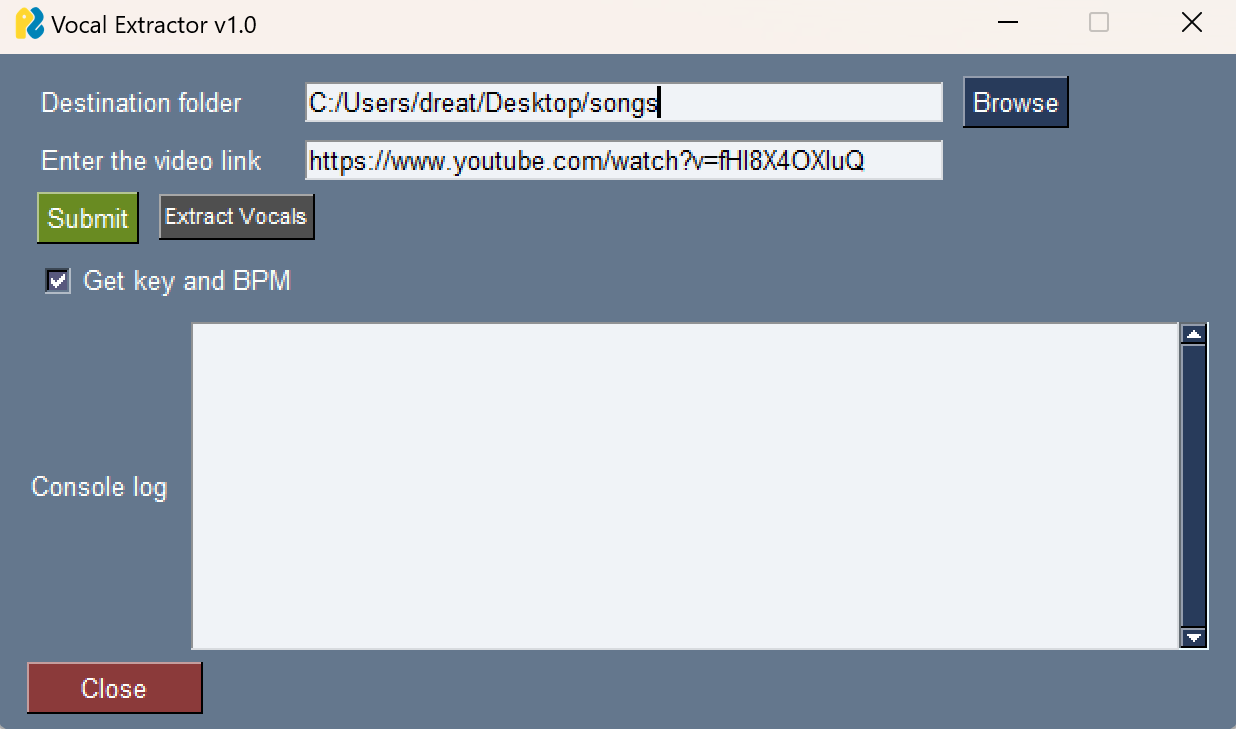 Vocal Extractor v1.0
Destination folder C:/Users/dreat/Desktop/songs Browse
Enter the video link https://www.youtube.com/watch?v=fHI8X4OXluQ
Submit Extract Vocals
Get key and BPM
Console log
Close